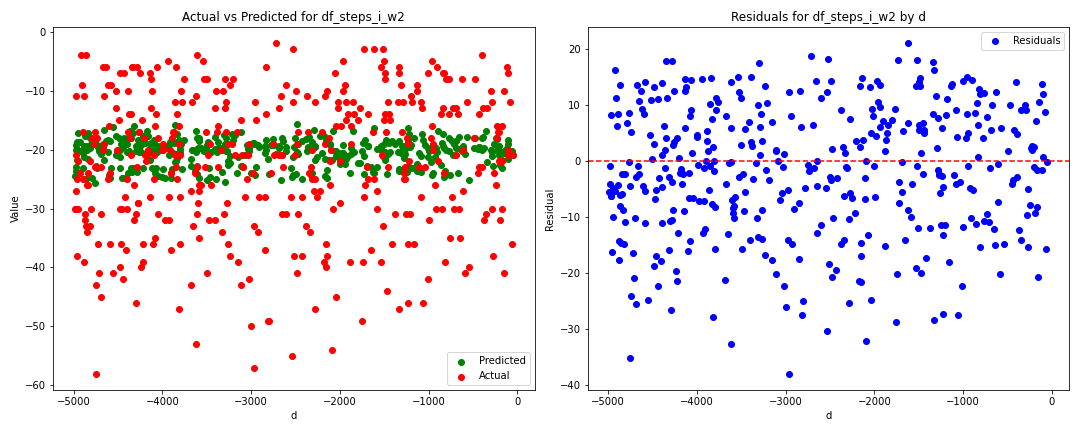 Actual vs Predicted for df_steps_i_w2
0
−10
−20
−30
−40
−50
−60
Value
−5000 −4000 −3000 −2000 −1000 0
d
Predicted
Actual
Residuals for df_steps_i_w2 by d
20
10
0
−10
−20
−30
−40
Residual
−5000 −4000 −3000 −2000 −1000 0
d
Residuals